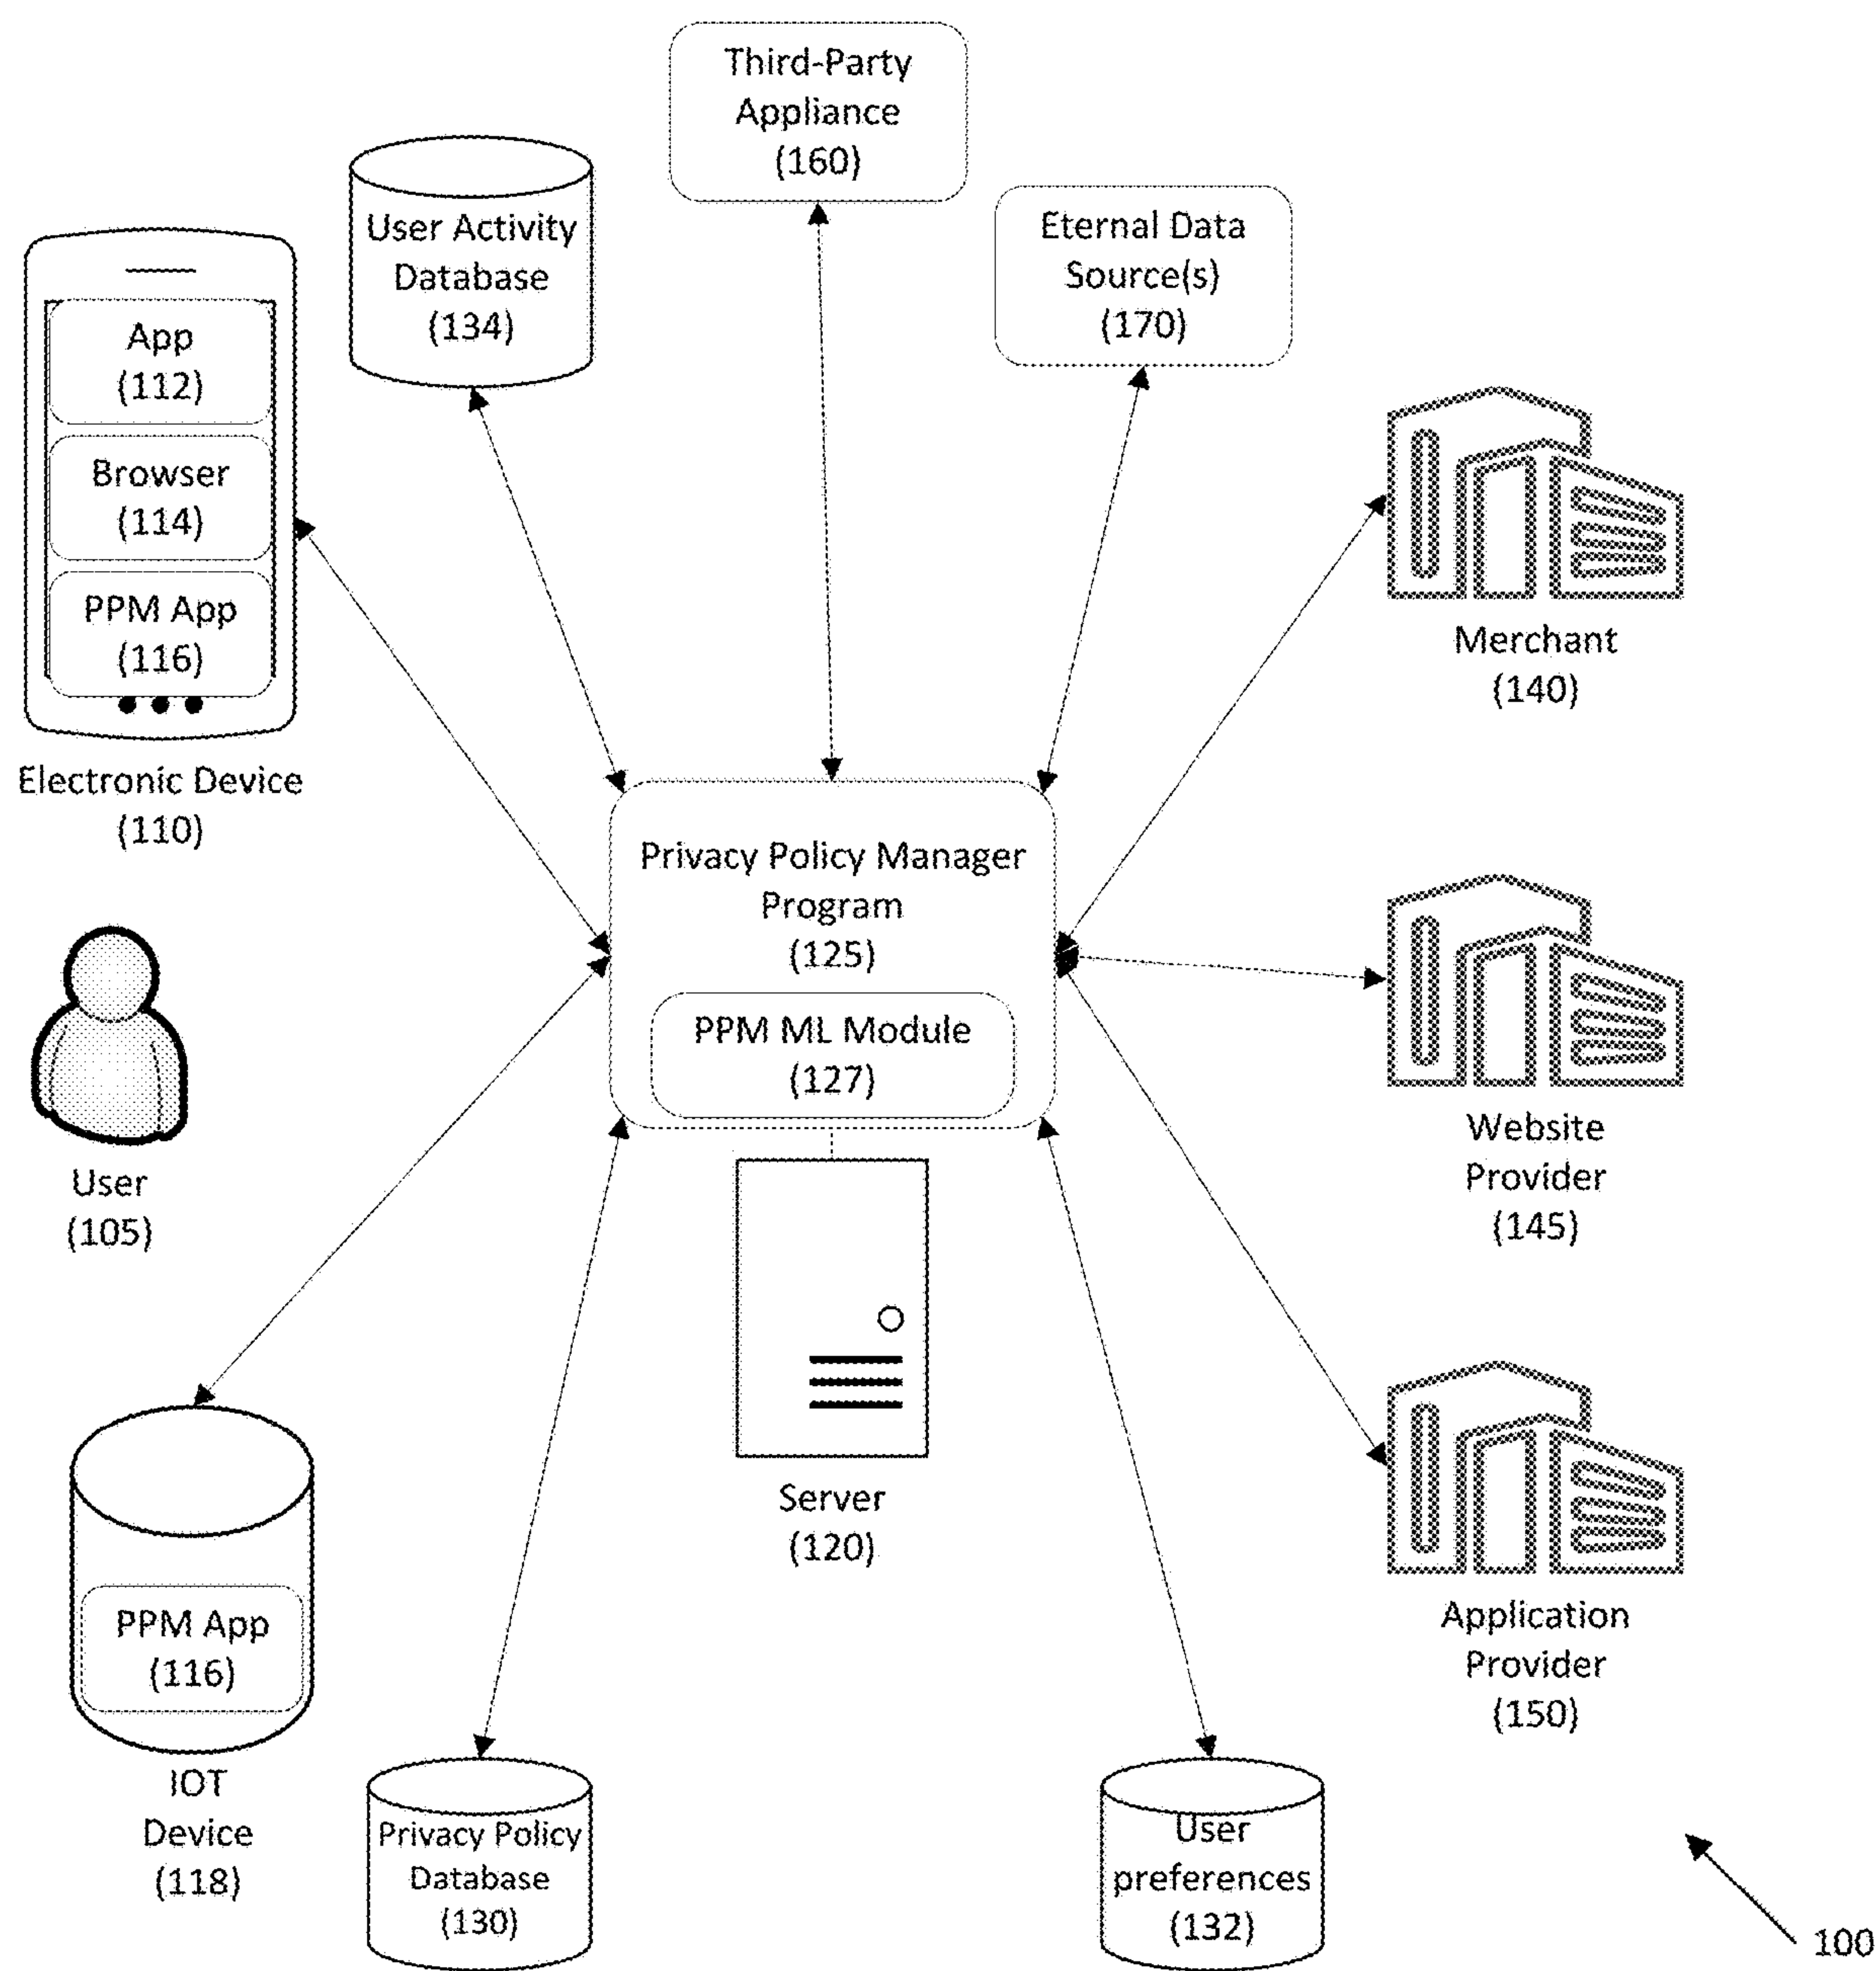 Third-Party
Appliance
(160)
User Activity
Database
(134)
Eternal Data
Source(s)
(170)
App
(112)
Browser
(114)
PPM App
(116)
Electronic Device
(110)
Merchant
(140)
Privacy Policy Manager
Program
(125)
PPM ML Module
(127)
User
(105)
Website
Provider
(145)
Server
(120)
PPM App
(116)
IOT
Device
(118)
Application
Provider
(150)
Privacy Policy
Database
(130)
User
preferences
(132)
100